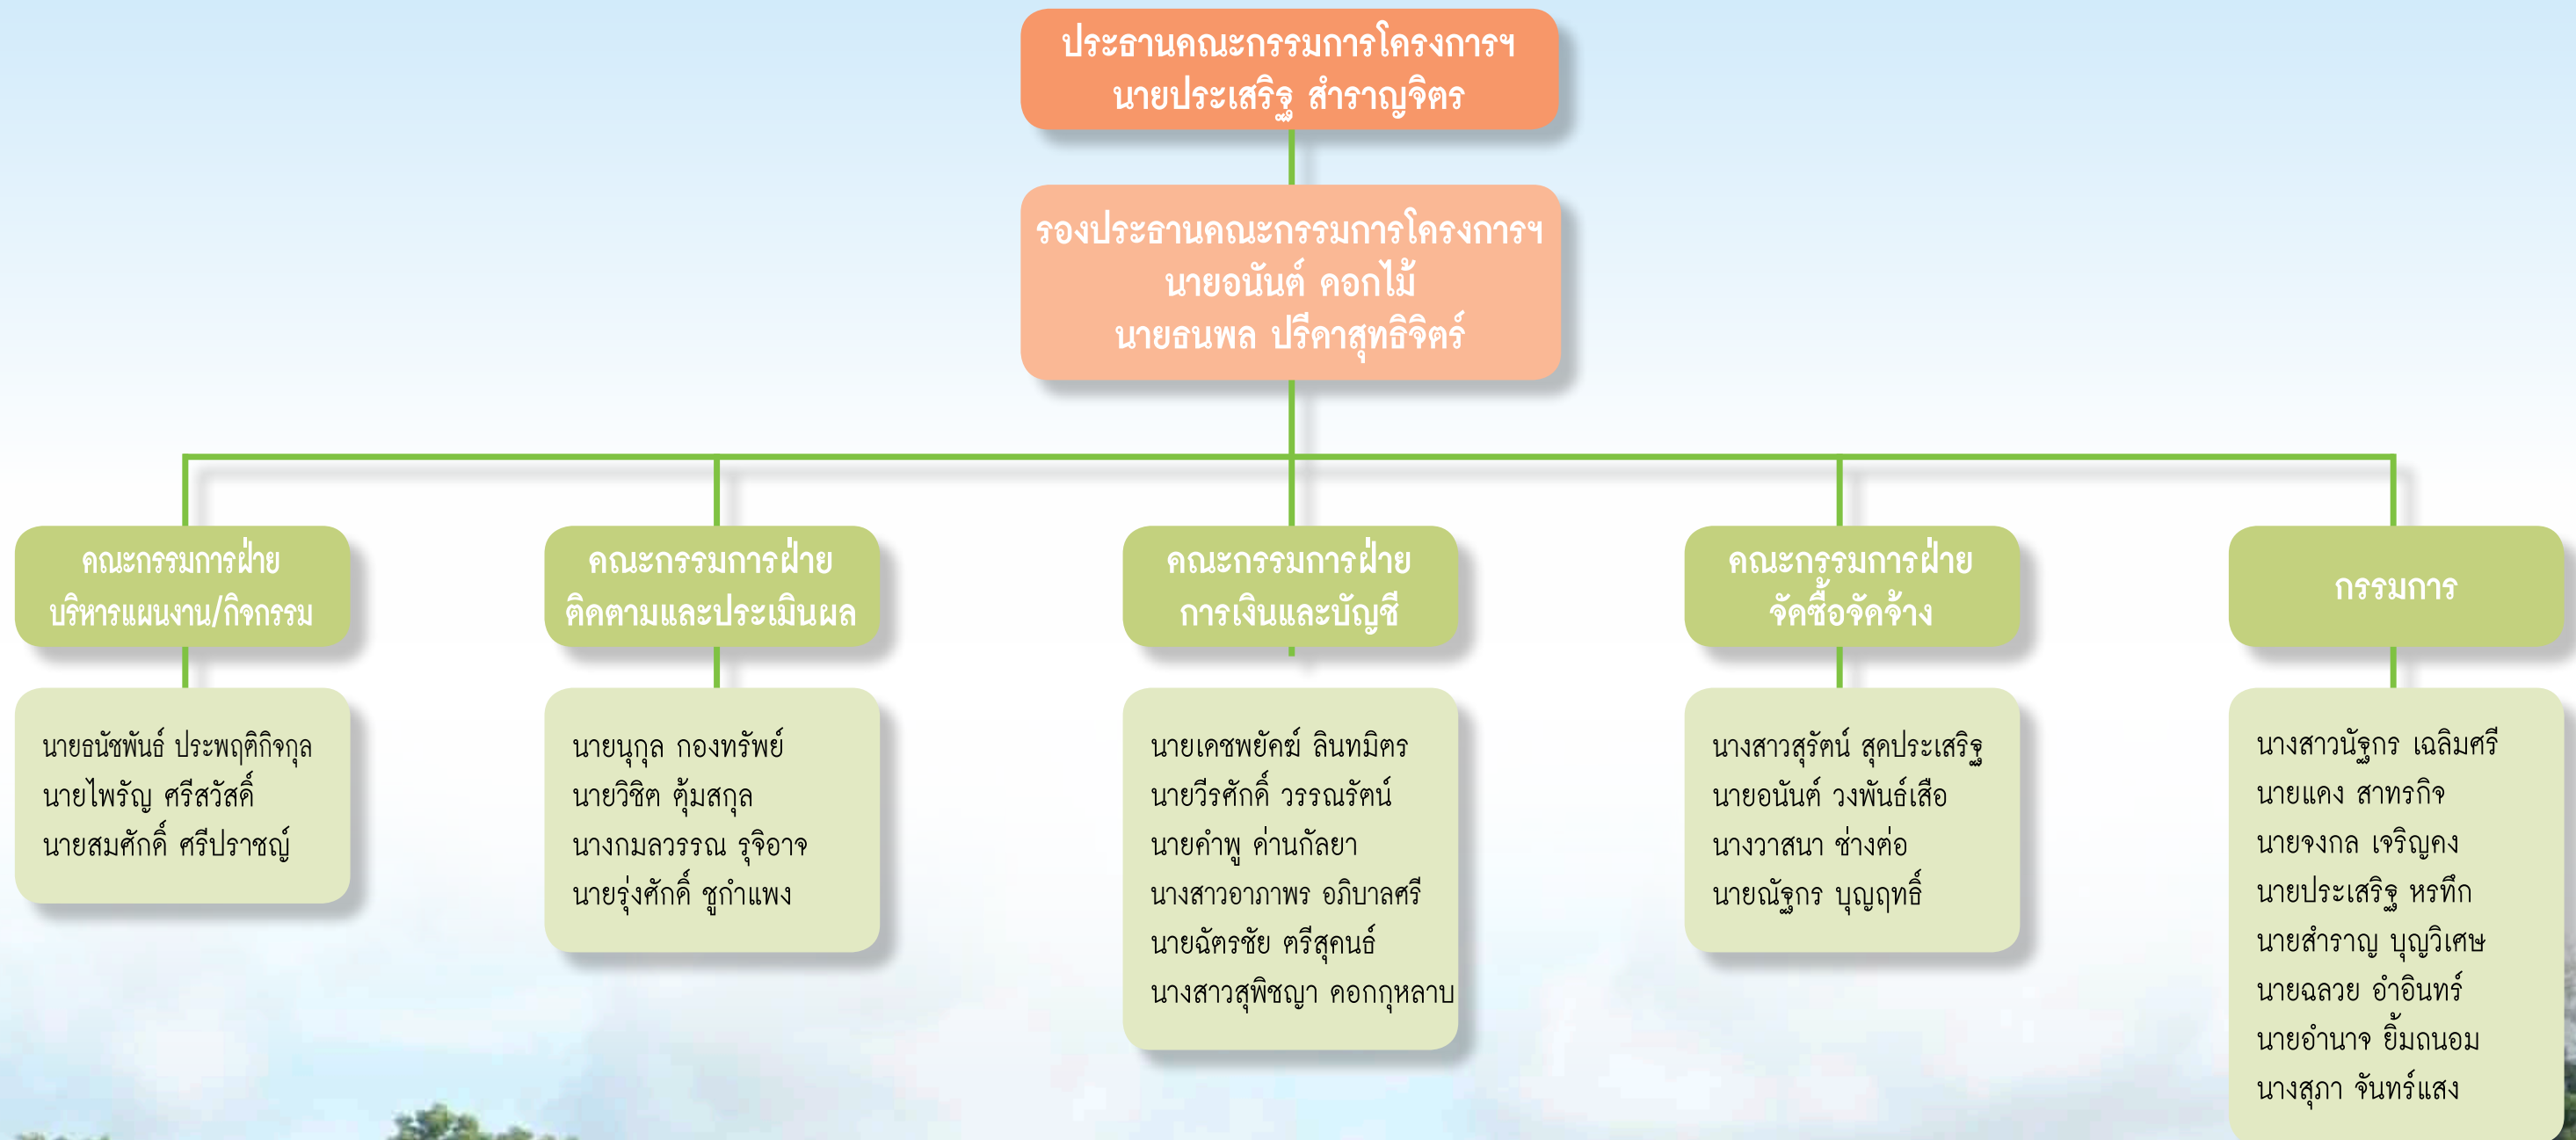 ประธานคณะกรรมการโครงการฯ
นายประเสริฐ สำราญจิตร
รองประธานคณะกรรมการโครงการฯ
นายอนันต์ ดอกไม้
นายธนพล ปรีดาสุทธิจิตร์
คณะกรรมการฝ่าย
บริหารแผนงาน/กิจกรรม
นายธนัชพันธ์ ประพฤติกิจกุล
นายไพรัญ ศรีสวัสดิ์
นายสมศักดิ์ ศรีปราชญ์
คณะกรรมการฝ่าย
ติดตามและประเมินผล
นายนุกุล กองทรัพย์
นายวิชิต ตุ้มสกุล
นางกมลวรรณ รุจิอาจ
นายรุ่งศักดิ์ ชูกำแพง
คณะกรรมการฝ่าย
การเงินและบัญชี
นายเดชพยัคฆ์ ลินทมิตร
นายวีรศักดิ์ วรรณรัตน์
นายคำพู ด่านกัลยา
นางสาวอาภาพร อภิบาลศรี
นายฉัตรชัย ตรีสุคนธ์
นางสาวสุพิชญา ดอกกุหลาบ
คณะกรรมการฝ่าย
จัดซื้อจัดจ้าง
นางสาวสุรัตน์ สุดประเสริฐ
นายอนันต์ วงพันธ์เสือ
นางวาสนา ช่างต่อ
นายณัฐกร บุญฤทธิ์
กรรมการ
นางสาวนัฐกร เฉลิมศรี
นายแดง สาทรกิจ
นายจงกล เจริญคง
นายประเสริฐ หรทึก
นายสำราญ บุญวิเศษ
นายฉลวย อำอินทร์
นายอำนาจ ยิ้มถนอม
นางสุภา จันทร์แสง